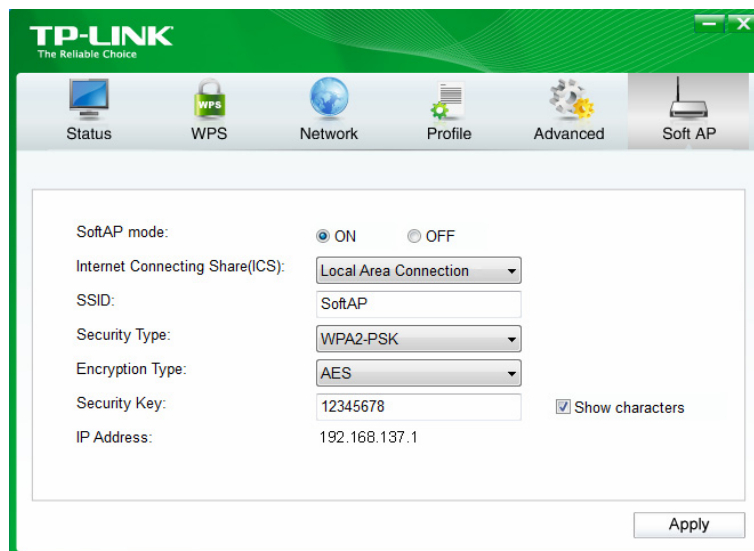 TP-LINK
The Reliable Choice
WPS
Status WPS Network Profile Advanced Soft AP
SoftAP mode: ON OFF
Internet Connecting Share(ICS): Local Area Connection
SSID: SoftAP
Security Type: WPA2-PSK
Encryption Type: AES
Security Key: 12345678 Show characters
IP Address: 192.168.137.1
Apply